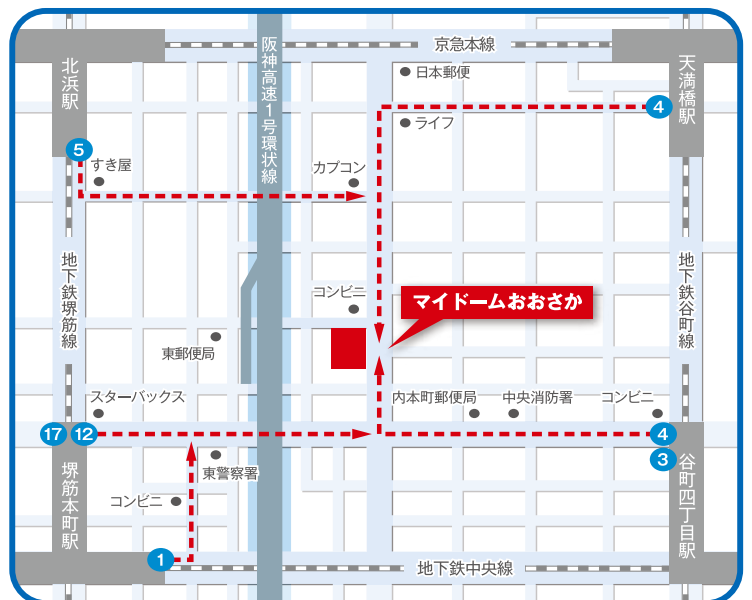 京急本線
北浜駅
阪神高速1号環状線
天満橋駅
日本郵便
4
ライフ
5
すき屋
カプコン
地下鉄堺筋線
地下鉄谷町線
コンビニ
マイドームおおさか
東郵便局
スターバックス
内本町郵便局
中央消防署
コンビニ
17
12
4
3
東警察署
堺筋本町駅
谷町四丁目駅
コンビニ
1
地下鉄中央線